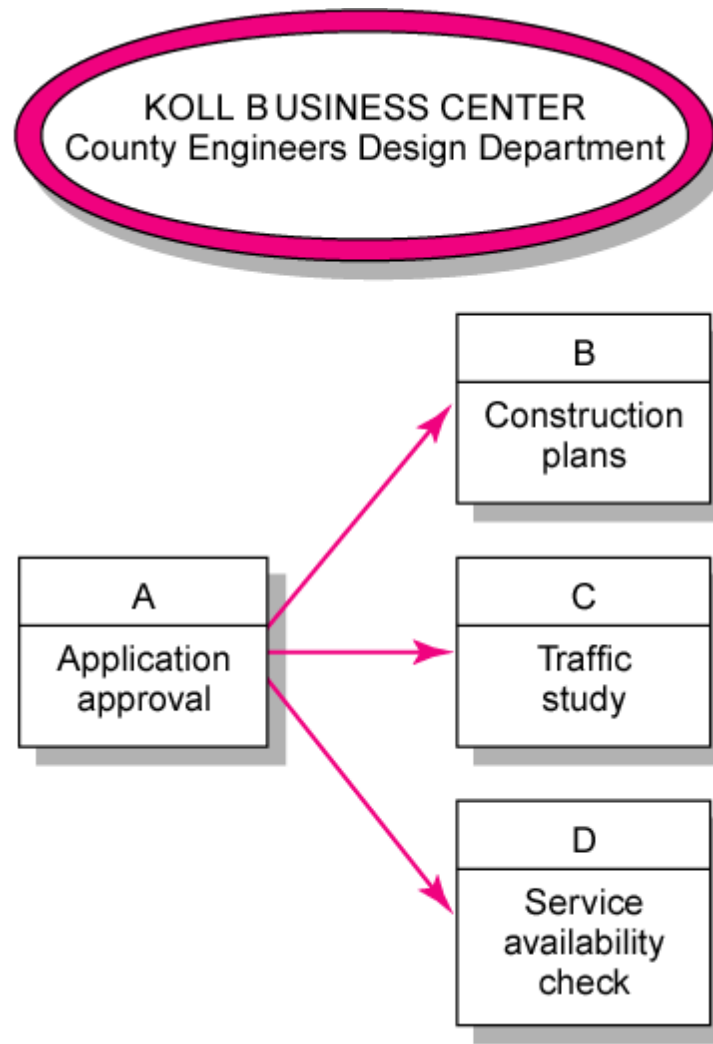 KOLL BUSINESS CENTER
County Engineers Design Department
B
Construction
plans
A
Application
approval
C
Traffic
study
D
Service
availability
check